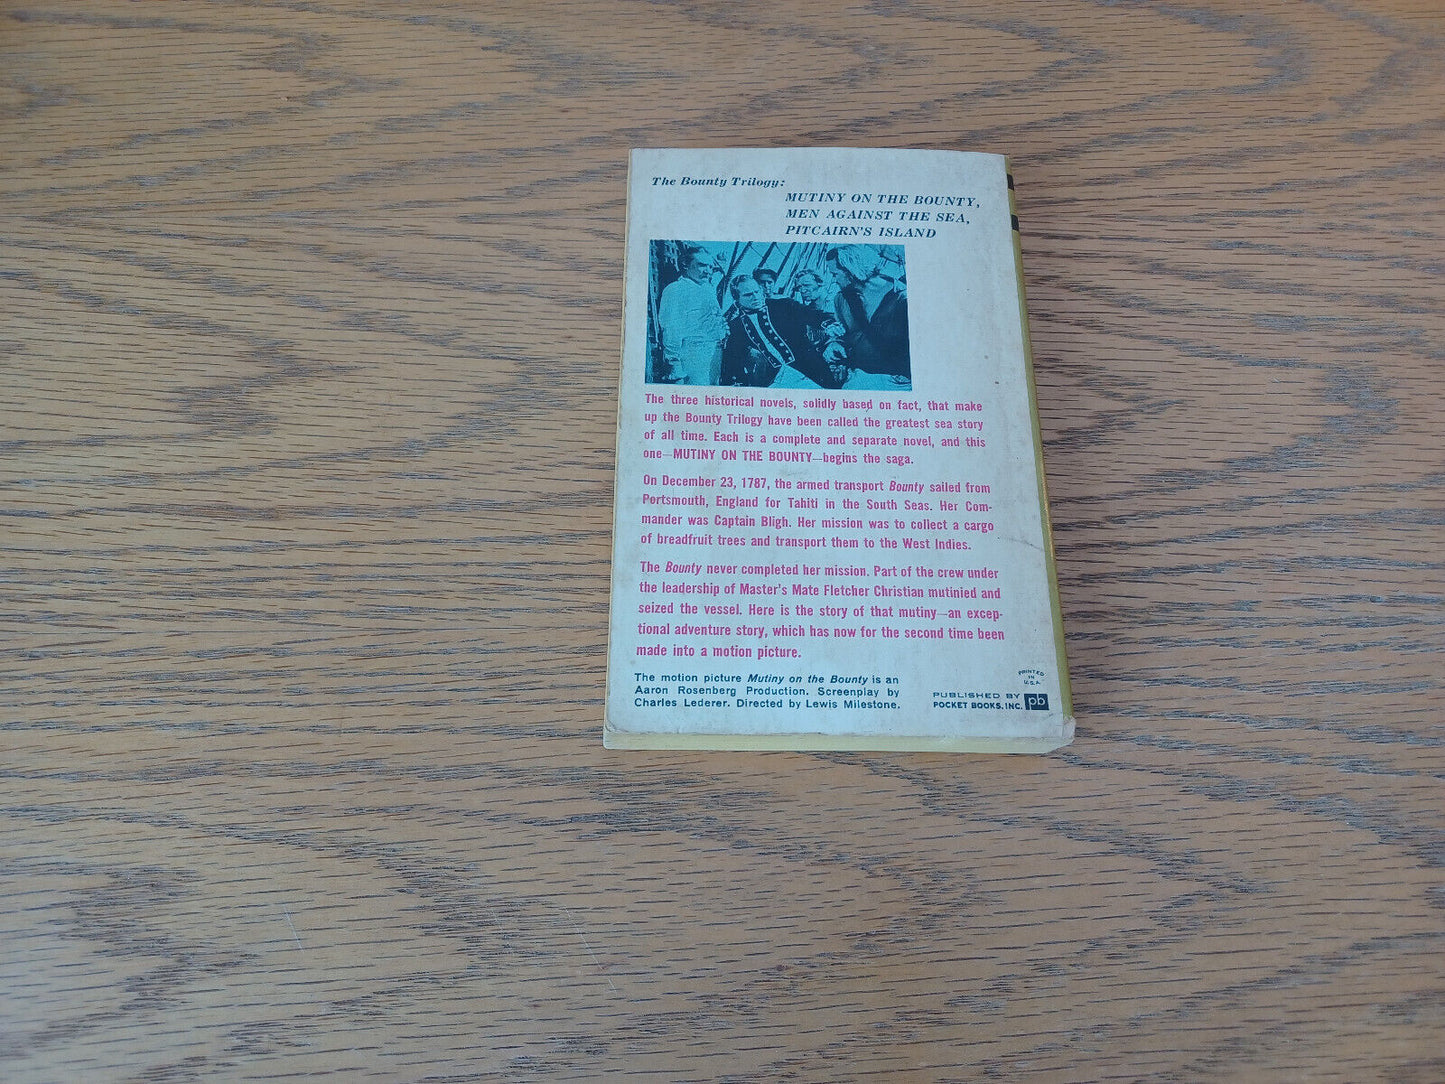 The Bounty Trilogy:
MUTINY ON THE BOUNTY,
MEN AGAINST THE SEA,
PITCAIRN'S ISLAND
The three historical novels, solidly based on fact, that make
up the Bounty Trilogy have been called the greatest sea story
of all time. Each is a complete and separate novel, and this
one—MUTINY ON THE BOUNTY—begins the saga.
On December 23, 1787, the armed transport Bounty sailed from
Portsmouth, England for Tahiti in the South Seas. Her Com-
mander was Captain Bligh. Her mission was to collect a cargo
of breadfruit trees and transport them to the West Indies.
The Bounty never completed her mission. Part of the crew under
the leadership of Master's Mate Fletcher Christian mutinied and
seized the vessel. Here is the story of that mutiny—an excep-
tional adventure story, which has now for the second time been
made into a motion picture.
The motion picture Mutiny on the Bounty is an
Aaron Rosenberg Production. Screenplay by
Charles Lederer. Directed by Lewis Milestone.
PRINTED
IN
U.S.A.
PUBLISHED BY
POCKET BOOKS, INC.
pb